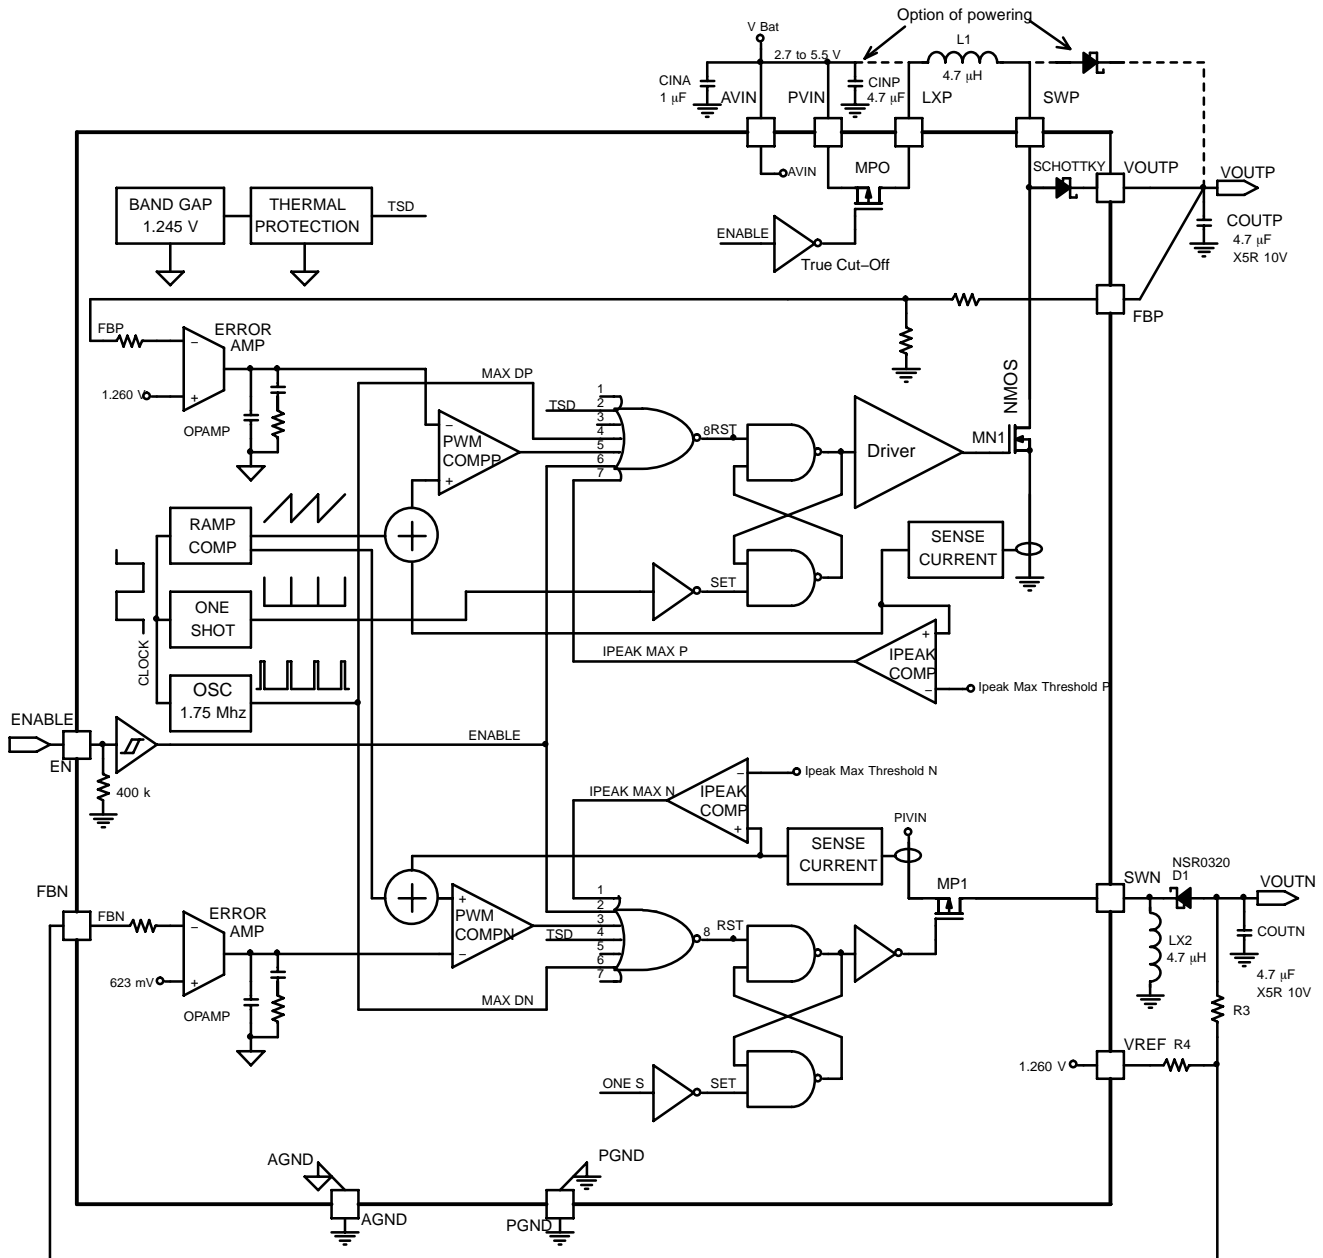 Option of powering
V Bat
2.7 to 5.5 V
L1
4.7 µH
CINA
1 µF
CINP
4.7 µF
AVIN
PVIN
LXP
SWP
AVIN
MPO
SCHOTTKY
VOUTP
VOUTP
COUTP
4.7 µF
X5R 10V
BAND GAP
1.245 V
THERMAL
PROTECTION
TSD
ENABLE
True Cut–Off
FBP
FBP
ERROR
AMP
1.260 V
OPAMP
MAX DP
TSD
1
2
3
4
5
6
7
8
RST
PWM
COMPP
Driver
MN1
NMOS
RAMP
COMP
SENSE
CURRENT
ONE
SHOT
SET
CLOCK
IPEAK MAX P
IPEAK
COMP
Ipeak Max Threshold P
OSC
1.75 Mhz
ENABLE
EN
ENABLE
400 k
IPEAK MAX N
IPEAK
COMP
Ipeak Max Threshold N
PIVIN
SENSE
CURRENT
MP1
SWN
NSR0320
D1
VOUTN
FBN
FBN
ERROR
AMP
623 mV
OPAMP
PWM
COMPN
TSD
MAX DN
1
2
3
4
5
6
7
8
RST
LX2
4.7 µH
COUTN
4.7 µF
X5R 10V
R3
1.260 V
VREF
R4
ONE S
SET
AGND
PGND
AGND
PGND